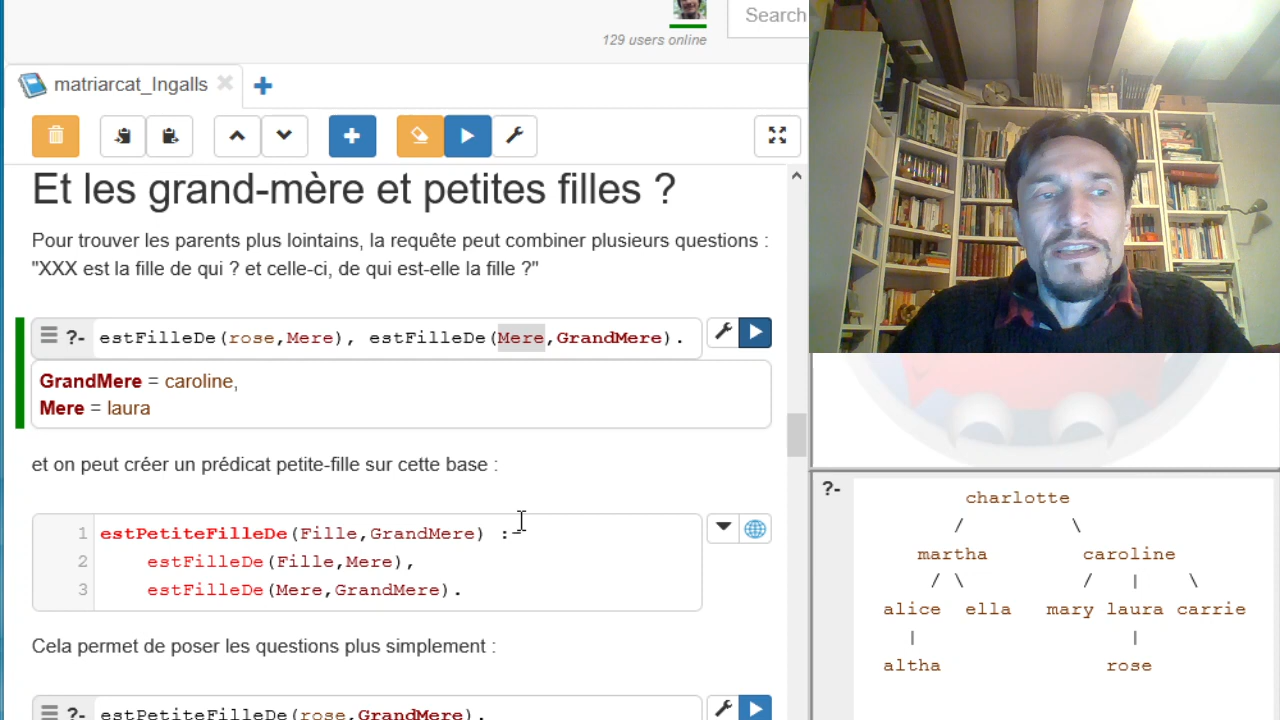 Search
129 users online
matriarcat_Ingalls
Et les grand-mère et petites filles ?
Pour trouver les parents plus lointains, la requête peut combiner plusieurs questions :
"XXX est la fille de qui ? et celle-ci, de qui est-elle la fille ?"
?- estFilleDe(rose,Mere), estFilleDe(Mere,GrandMere).
GrandMere = caroline,
Mere = laura
et on peut créer un prédicat petite-fille sur cette base :
1 estPetiteFilleDe(Fille,GrandMere) :-
2 estFilleDe(Fille,Mere),
3 estFilleDe(Mere,GrandMere).
Cela permet de poser les questions plus simplement :
?- estPetiteFilleDe(rose,GrandMere).
?- charlotte
/ \
martha caroline
/ \ / | \
alice ella mary laura carrie
| |
altha rose